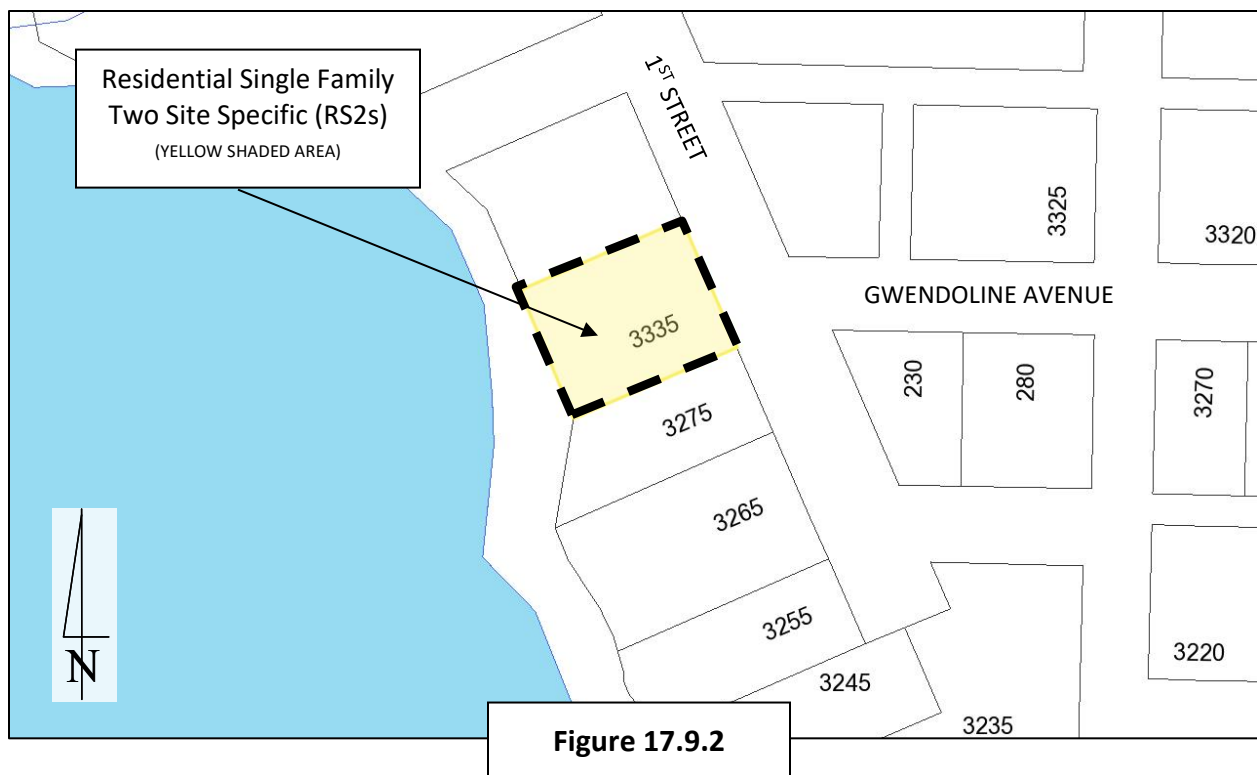 Residential Single Family
Two Site Specific (RS2s)
(YELLOW SHADED AREA)
1ST STREET
3325
3320
GWENDOLINE AVENUE
3335
230
280
3270
3275
3265
3255
3245
3235
3220
N
Figure 17.9.2